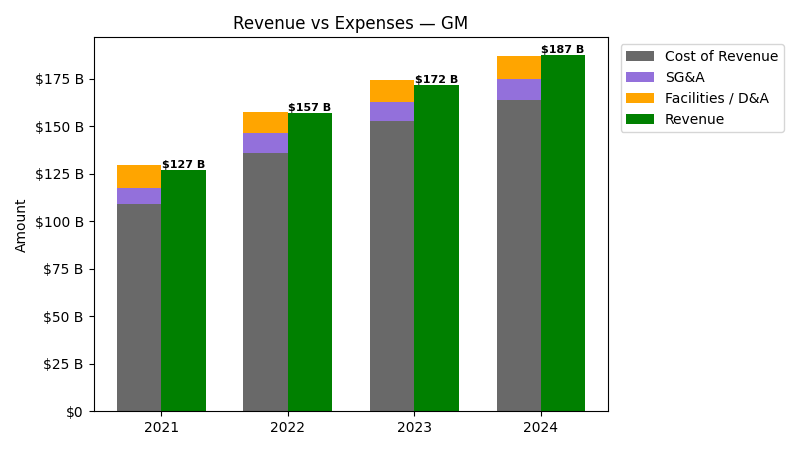 Revenue vs Expenses — GM
Cost of Revenue
SG&A
Facilities / D&A
Revenue
Amount
$175 B
$150 B
$125 B
$100 B
$75 B
$50 B
$25 B
$0
$127 B
$157 B
$172 B
$187 B
2021
2022
2023
2024